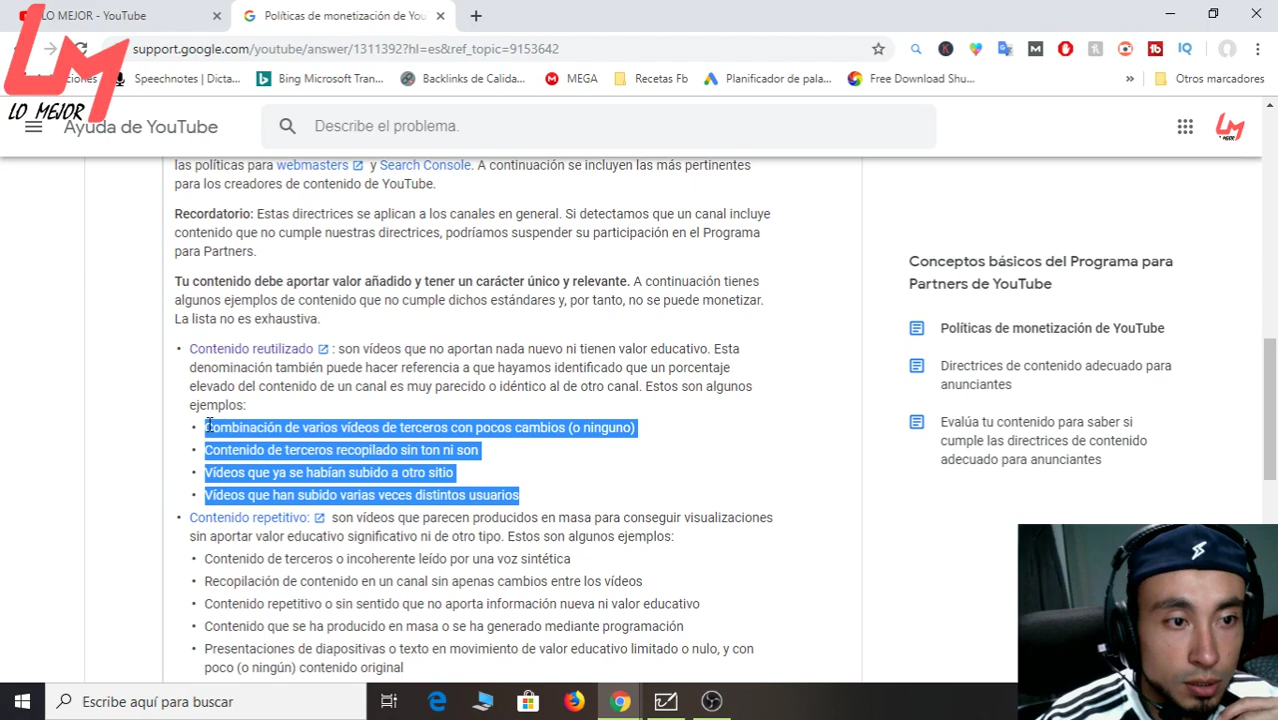 LO MEJOR - YouTube
Políticas de monetización de You
support.google.com/youtube/answer/1311392?hl=es&ref_topic=9153642
Speechnotes | Dicta...
Bing Microsoft Tran...
Backlinks de Calida...
MEGA
Recetas Fb
Planificador de pala...
Free Download Shu...
»
Otros marcadores
LM
LO MEJOR
Ayuda de YouTube
Describe el problema.
las políticas para webmasters y Search Console. A continuación se incluyen las más pertinentes
para los creadores de contenido de YouTube.
Recordatorio: Estas directrices se aplican a los canales en general. Si detectamos que un canal incluye
contenido que no cumple nuestras directrices, podríamos suspender su participación en el Programa
para Partners.
Tu contenido debe aportar valor añadido y tener un carácter único y relevante. A continuación tienes
algunos ejemplos de contenido que no cumple dichos estándares y, por tanto, no se puede monetizar.
La lista no es exhaustiva.
• Contenido reutilizado : son vídeos que no aportan nada nuevo ni tienen valor educativo. Esta
denominación también puede hacer referencia a que hayamos identificado que un porcentaje
elevado del contenido de un canal es muy parecido o idéntico al de otro canal. Estos son algunos
ejemplos:
• Combinación de varios vídeos de terceros con pocos cambios (o ninguno)
• Contenido de terceros recopilado sin ton ni son
• Vídeos que ya se habían subido a otro sitio
• Vídeos que han subido varias veces distintos usuarios
• Contenido repetitivo: son vídeos que parecen producidos en masa para conseguir visualizaciones
sin aportar valor educativo significativo ni de otro tipo. Estos son algunos ejemplos:
• Contenido de terceros o incoherente leído por una voz sintética
• Recopilación de contenido en un canal sin apenas cambios entre los vídeos
• Contenido repetitivo o sin sentido que no aporta información nueva ni valor educativo
• Contenido que se ha producido en masa o se ha generado mediante programación
• Presentaciones de diapositivas o texto en movimiento de valor educativo limitado o nulo, y con
poco (o ningún) contenido original
Conceptos básicos del Programa para
Partners de YouTube
Políticas de monetización de YouTube
Directrices de contenido adecuado para
anunciantes
Evalúa tu contenido para saber si
cumple las directrices de contenido
adecuado para anunciantes
Escribe aquí para buscar